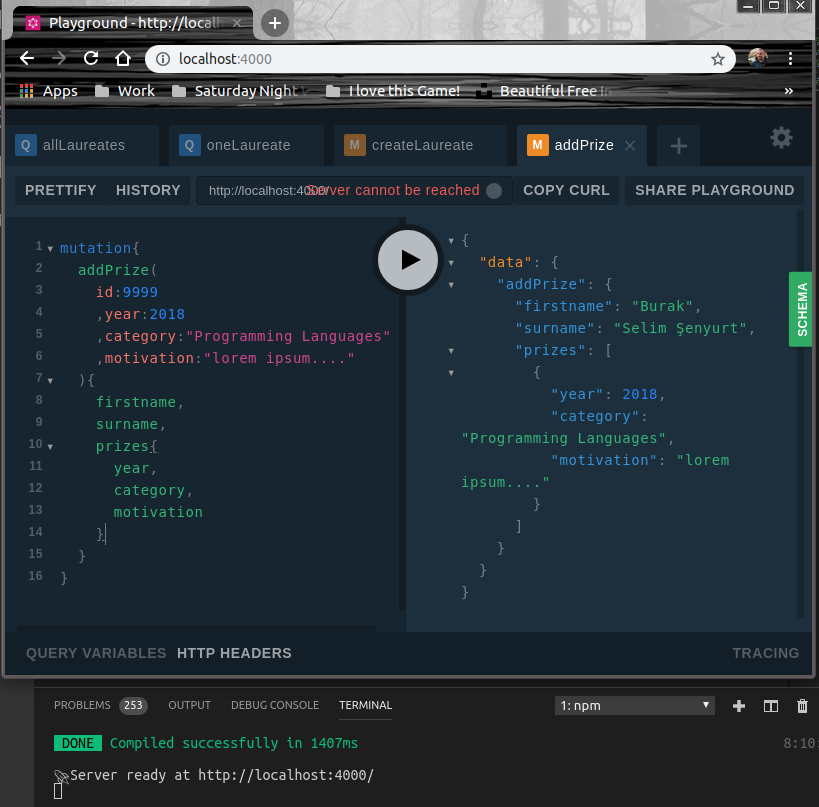 Playground - http://local
localhost:4000
Apps Work Saturday Night I love this Game! Beautiful Free »
Q allLaureates Q oneLaureate M createLaureate M addPrize
PRETTIFY HISTORY http://localhost:4000/ Server cannot be reached COPY CURL SHARE PLAYGROUND
1 mutation{
2 addPrize(
3 id:9999
4 ,year:2018
5 ,category:"Programming Languages"
6 ,motivation:"lorem ipsum...."
7 ){
8 firstname,
9 surname,
10 prizes{
11 year,
12 category,
13 motivation
14 }
15 }
16 }
{
"data": {
"addPrize": {
"firstname": "Burak",
"surname": "Selim Şenyurt",
"prizes": [
{
"year": 2018,
"category":
"Programming Languages",
"motivation": "lorem
ipsum...."
}
]
}
}
}
SCHEMA
QUERY VARIABLES HTTP HEADERS TRACING
PROBLEMS 253 OUTPUT DEBUG CONSOLE TERMINAL 1: npm
DONE Compiled successfully in 1407ms 8:10:
Server ready at http://localhost:4000/